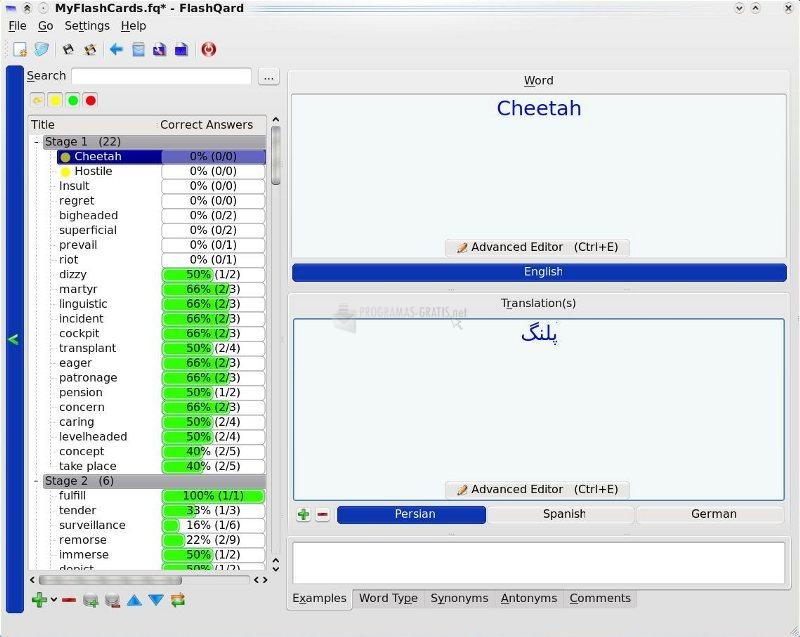 MyFlashCards.fq* - FlashQard
File Go Settings Help
Search ...
Title Correct Answers
Stage 1 (22)
Cheetah 0% (0/0)
Hostile 0% (0/0)
Insult 0% (0/0)
regret 0% (0/0)
bigheaded 0% (0/2)
superficial 0% (0/2)
prevail 0% (0/1)
riot 0% (0/1)
dizzy 50% (1/2)
martyr 66% (2/3)
linguistic 66% (2/3)
incident 66% (2/3)
cockpit 66% (2/3)
transplant 50% (2/4)
eager 66% (2/3)
patronage 66% (2/3)
pension 50% (1/2)
concern 66% (2/3)
caring 50% (2/4)
levelheaded 50% (2/4)
concept 40% (2/5)
take place 40% (2/5)
Stage 2 (6)
fulfill 100% (1/1)
tender 33% (1/3)
surveillance 16% (1/6)
remorse 22% (2/9)
immerse 50% (1/2)
depict 50% (1/2)
Word
Cheetah
Advanced Editor (Ctrl+E)
English
Translation(s)
PROGRAMAS-GRATIS.net
پلنگ
Advanced Editor (Ctrl+E)
Persian Spanish German
Examples Word Type Synonyms Antonyms Comments